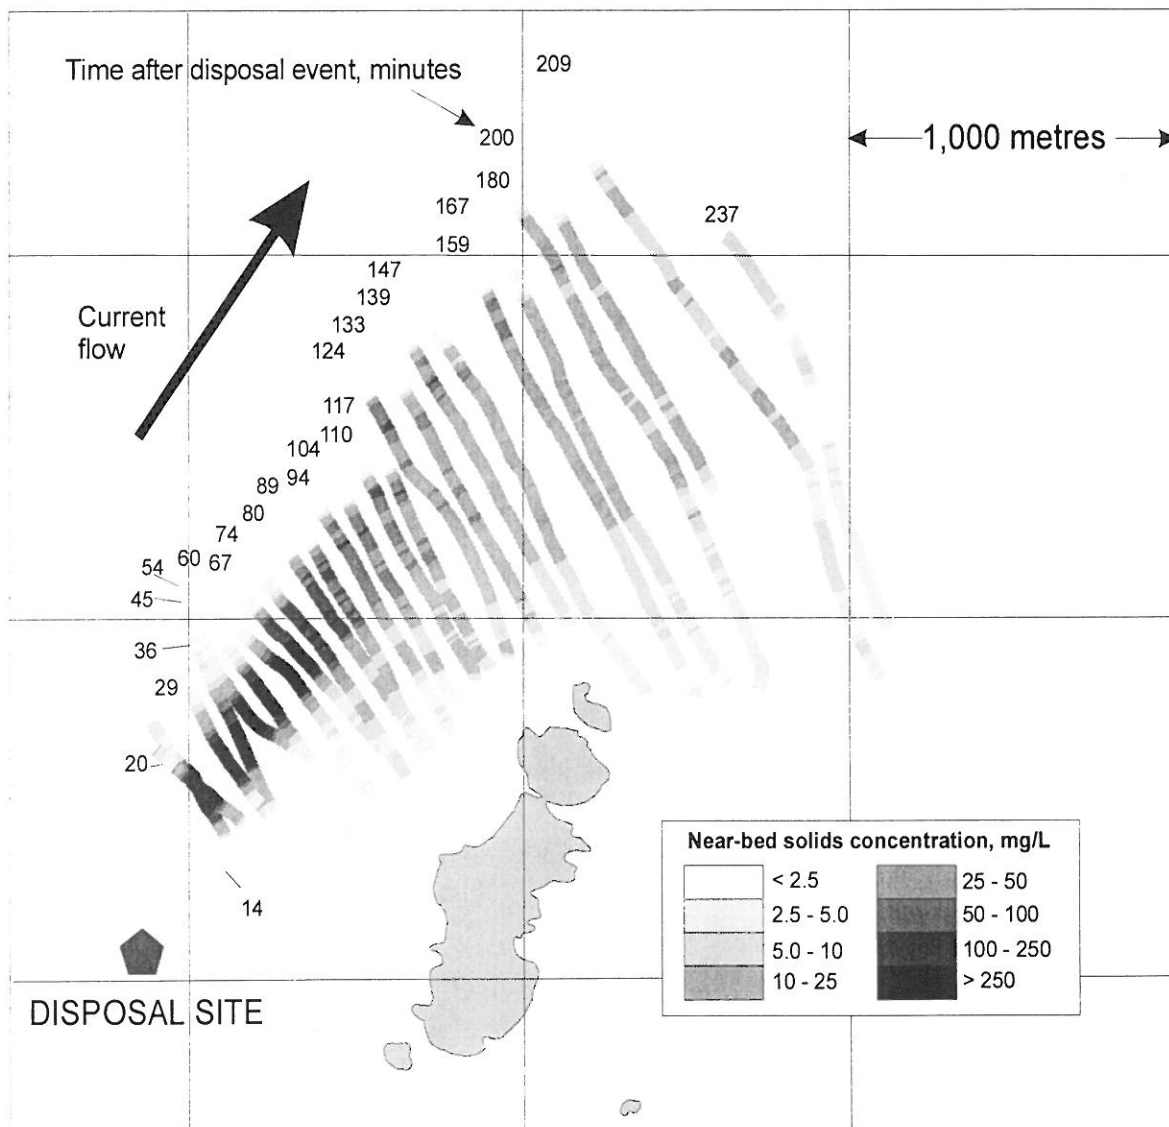 209
Time after disposal event, minutes
200
1,000 metres
180
167
237
159
147
139
Current
flow
133
124
117
110
104
94
89
80
74
60
67
54
45
36
29
20
14
Near-bed solids concentration, mg/L
< 2.5
25 - 50
2.5 - 5.0
50 - 100
5.0 - 10
100 - 250
10 - 25
> 250
DISPOSAL SITE